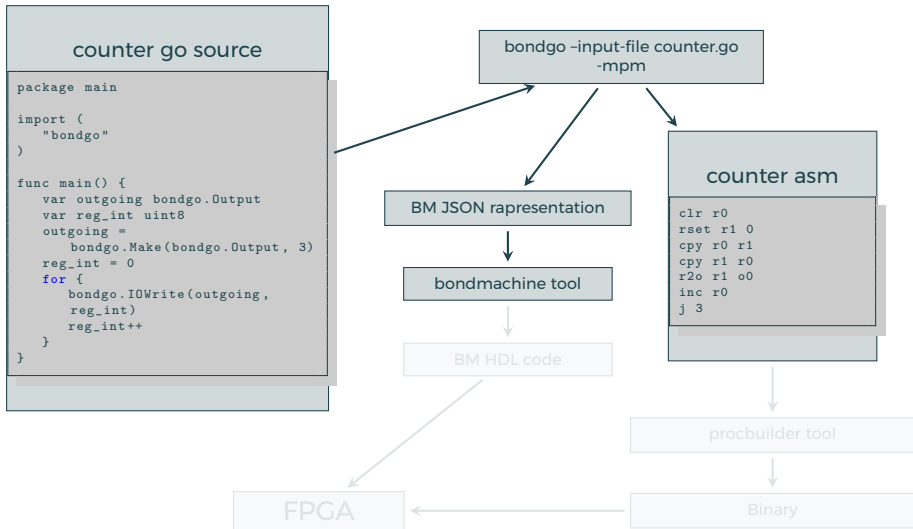 counter go source
package main
import (
"bondgo"
)
func main() {
var outgoing bondgo.Output
var reg_int uint8
outgoing =
bondgo.Make(bondgo.Output, 3)
reg_int = 0
for {
bondgo.IOWrite(outgoing,
reg_int)
reg_int++
}
}
bondgo –input-file counter.go
-mpm
BM JSON rapresentation
bondmachine tool
BM HDL code
FPGA
counter asm
clr r0
rset r1 0
cpy r0 r1
cpy r1 r0
r2o r1 o0
inc r0
j 3
procbuilder tool
Binary